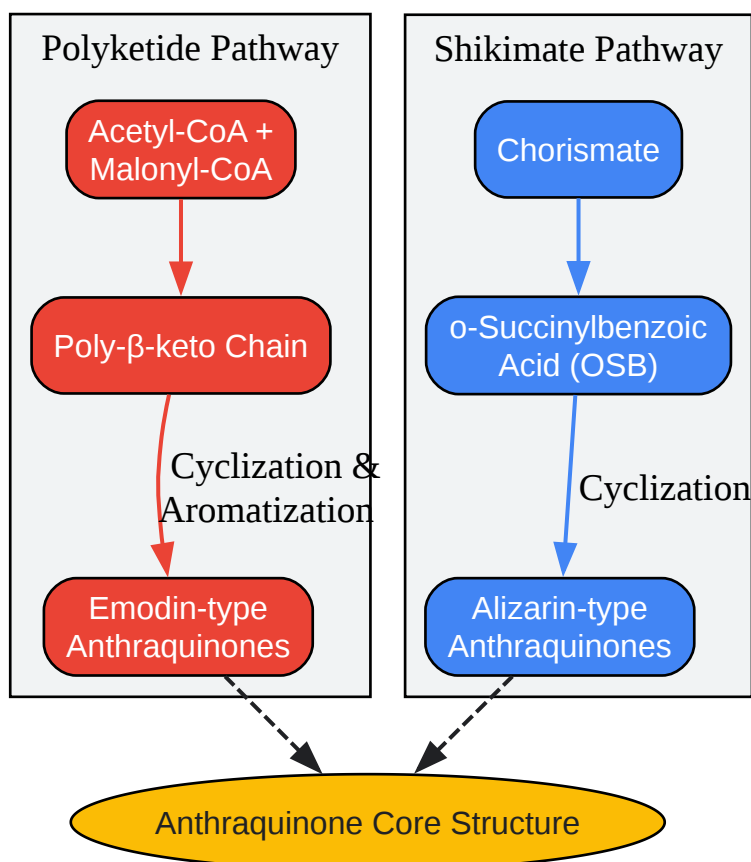 Polyketide Pathway
Acetyl-CoA +
Malonyl-CoA
Poly-β-keto Chain
Cyclization &
Aromatization
Emodin-type
Anthraquinones
Shikimate Pathway
Chorismate
o-Succinylbenzoic
Acid (OSB)
Cyclization
Alizarin-type
Anthraquinones
Anthraquinone Core Structure